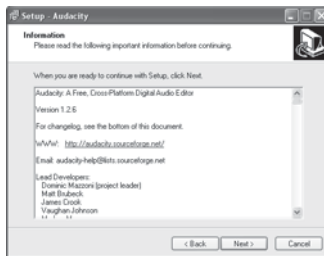 Setup - Audacity
Information
Please read the following important information before continuing.
When you are ready to continue with Setup, click Next.
Audacity: A Free, Cross-Platform Digital Audio Editor
Version 1.2.6
For changelog, see the bottom of this document.
WWW: http://audacity.sourceforge.net/
Email: audacity-help@lists.sourceforge.net
Lead Developers:
Dominic Mazzoni (project leader)
Matt Brubeck
James Crook
Vaughan Johnson
< Back
Next >
Cancel